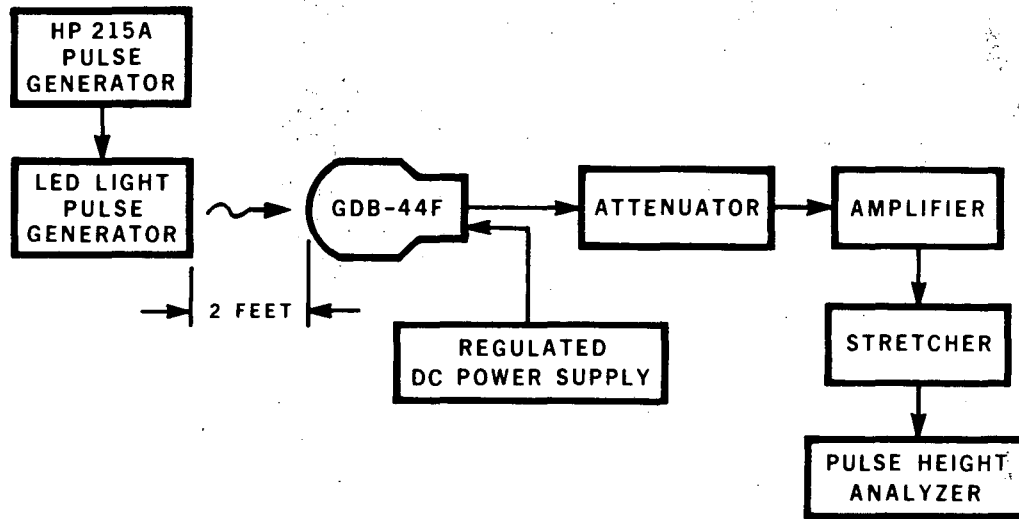 HP 215A
PULSE
GENERATOR
LED LIGHT
PULSE
GENERATOR
2 FEET
GDB-44F
REGULATED
DC POWER SUPPLY
ATTENUATOR
AMPLIFIER
STRETCHER
PULSE HEIGHT
ANALYZER